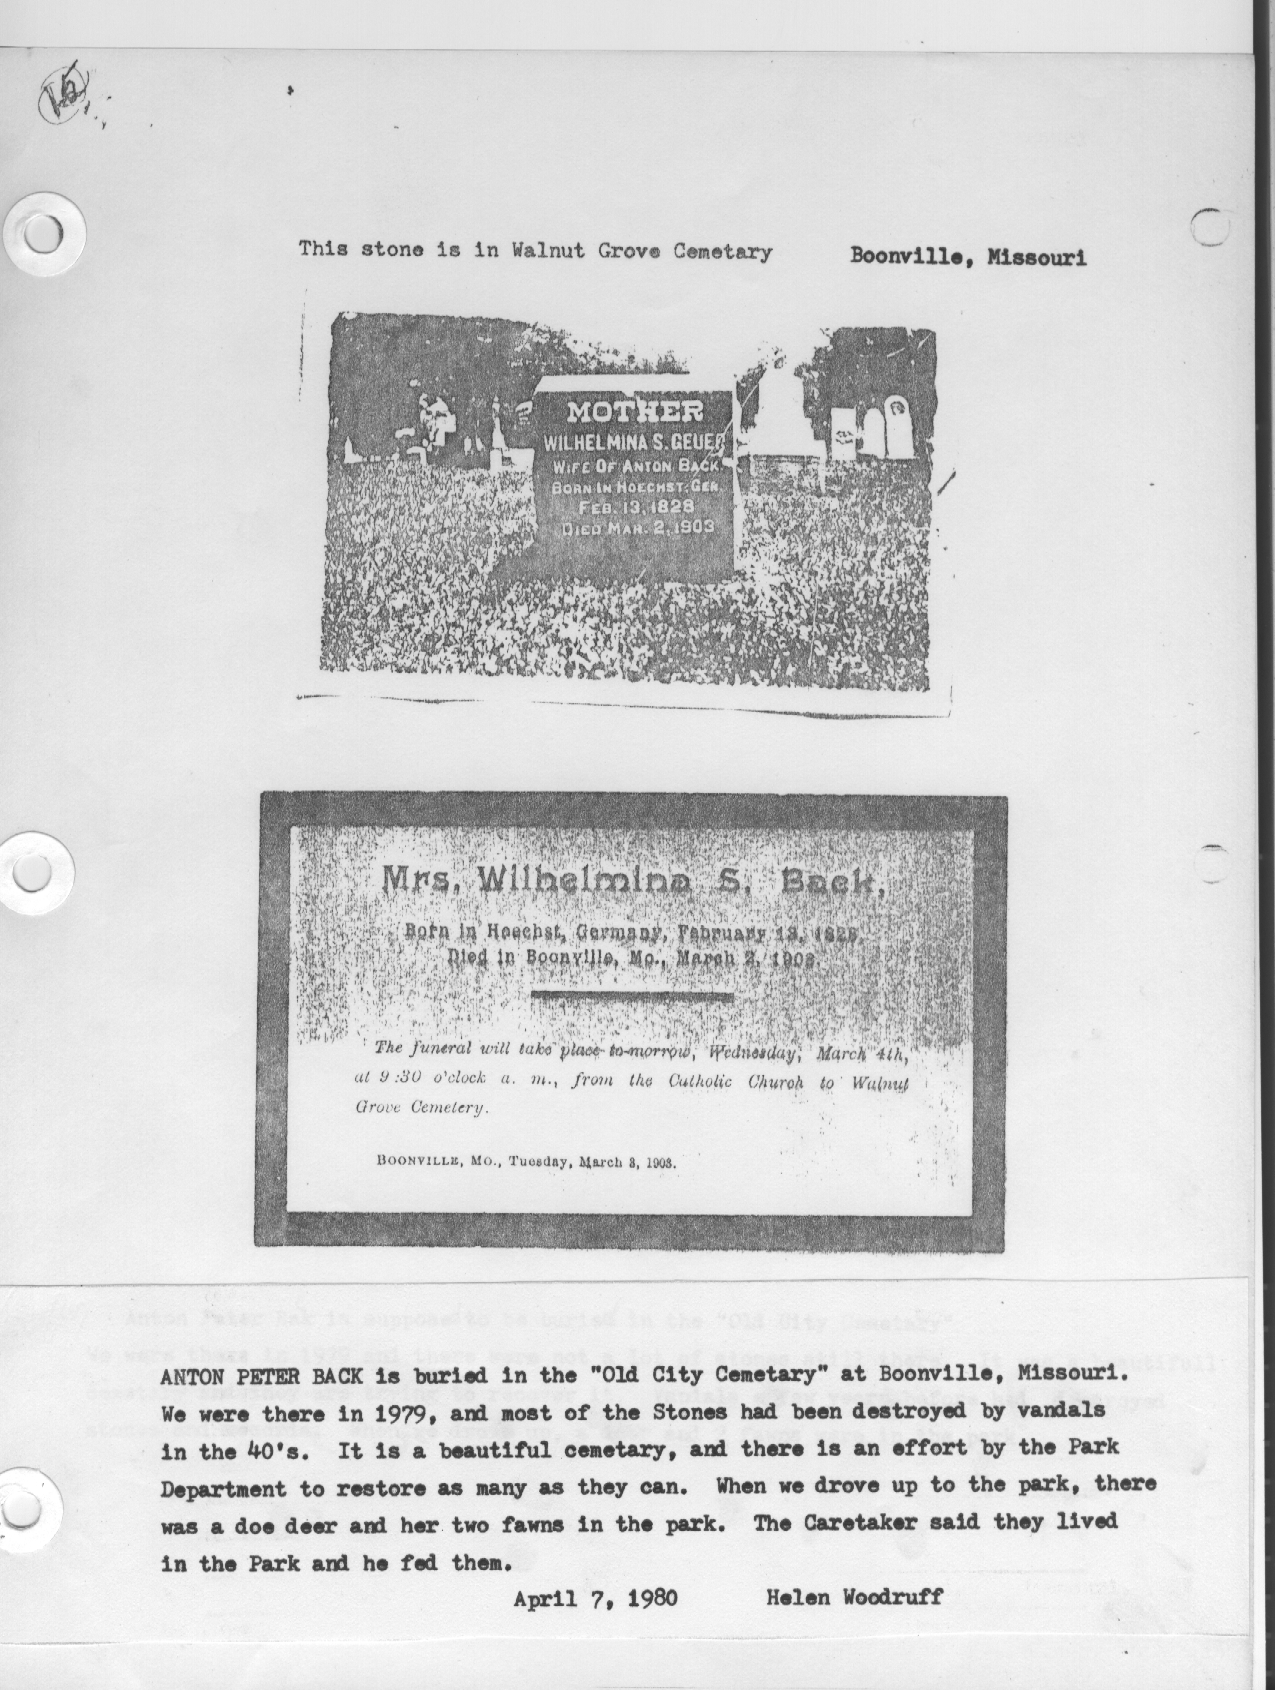 15
This stone is in Walnut Grove Cemetary Boonville, Missouri
MOTHER
WILHELMINA S. GEUER
WIFE OF ANTON BACK
BORN IN HOECHST, GER.
FEB. 13, 1828
DIED MAR. 2, 1903
Mrs. Wilhelmina S. Back,
Born in Hoechst, Germany, February 13, 1828,
Died in Boonville, Mo., March 2, 1903.
The funeral will take place to-morrow, Wednesday, March 4th,
at 9:30 o'clock a. m., from the Catholic Church to Walnut
Grove Cemetery.
BOONVILLE, MO., Tuesday, March 3, 1903.
ANTON PETER BACK is buried in the "Old City Cemetary" at Boonville, Missouri.
We were there in 1979, and most of the Stones had been destroyed by vandals
in the 40's. It is a beautiful cemetary, and there is an effort by the Park
Department to restore as many as they can. When we drove up to the park, there
was a doe deer and her two fawns in the park. The Caretaker said they lived
in the Park and he fed them.
April 7, 1980 Helen Woodruff